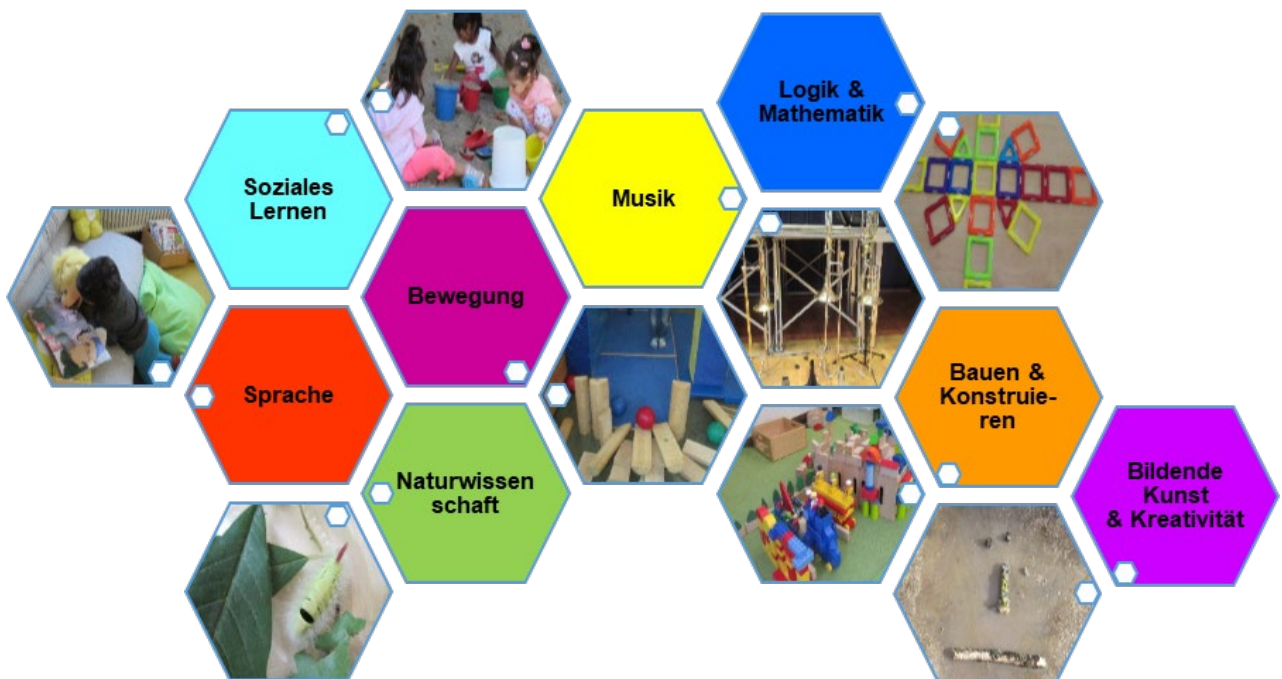 Logik &
Mathematik
Soziales
Lernen
Musik
Bewegung
Sprache
Bauen &
Konstruie-
ren
Naturwissen
schaft
Bildende
Kunst
& Kreativität